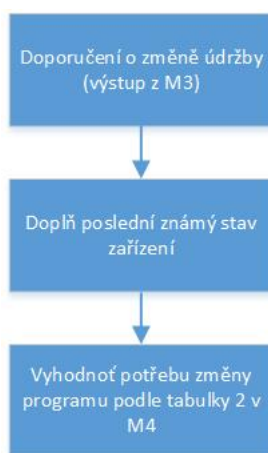 Doporučení o změně údržby
(výstup z M3)
Doplň poslední známý stav
zařízení
Vyhodnoť potřebu změny
programu podle tabulky 2 v
M4